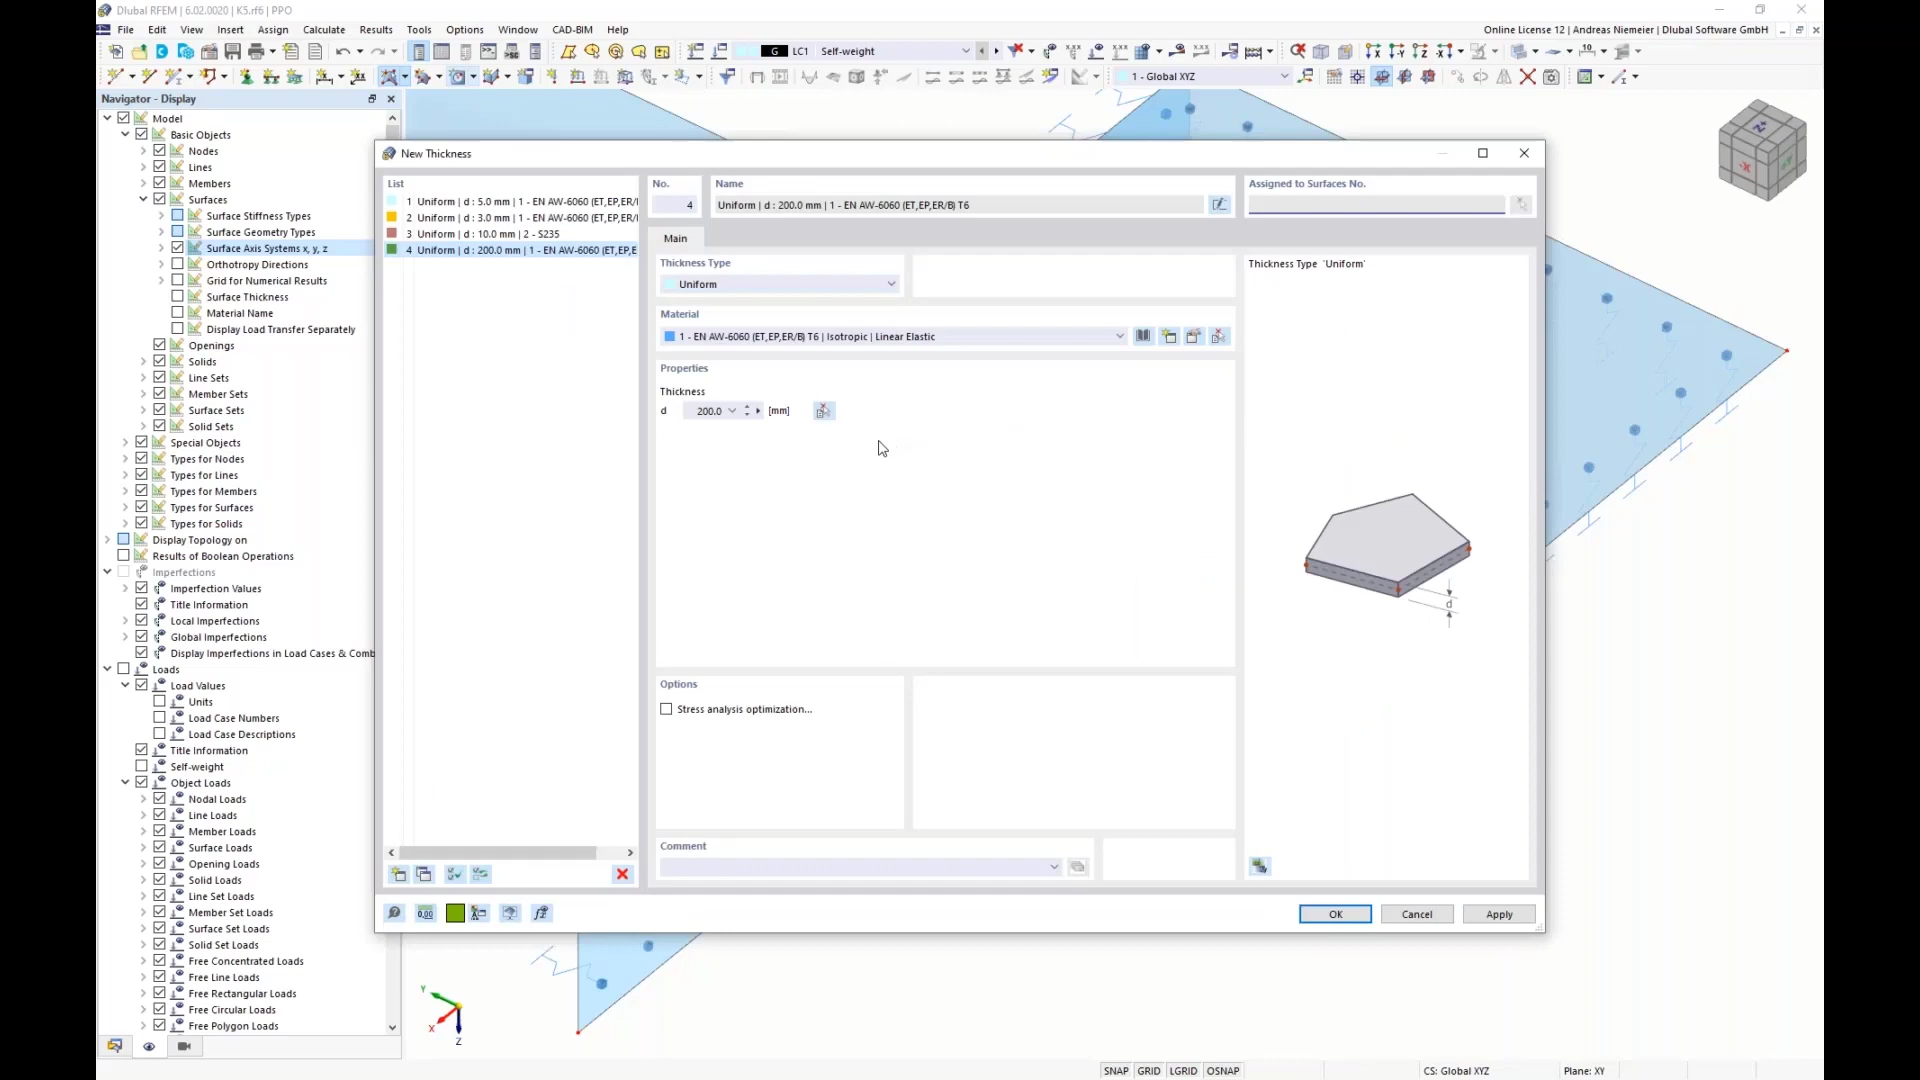 Dlubal RFEM | 6.02.0020 | K5.rf6 | PPO
File Edit View Insert Assign Calculate Results Tools Options Window CAD-BIM Help
Online License 12 | Andreas Niemeier | Dlubal Software GmbH
G LC1 Self-weight
1 - Global XYZ
Navigator - Display
Model
Basic Objects
Nodes
Lines
Members
Surfaces
Surface Stiffness Types
Surface Geometry Types
Surface Axis Systems x, y, z
Orthotropy Directions
Grid for Numerical Results
Surface Thickness
Material Name
Display Load Transfer Separately
Openings
Solids
Line Sets
Member Sets
Surface Sets
Solid Sets
Special Objects
Types for Nodes
Types for Lines
Types for Members
Types for Surfaces
Types for Solids
Display Topology on
Results of Boolean Operations
Imperfections
Imperfection Values
Title Information
Local Imperfections
Global Imperfections
Display Imperfections in Load Cases & Comb
Loads
Load Values
Units
Load Case Numbers
Load Case Descriptions
Title Information
Self-weight
Object Loads
Nodal Loads
Line Loads
Member Loads
Surface Loads
Opening Loads
Solid Loads
Line Set Loads
Member Set Loads
Surface Set Loads
Solid Set Loads
Free Concentrated Loads
Free Line Loads
Free Rectangular Loads
Free Circular Loads
Free Polygon Loads
New Thickness
List
1 Uniform | d : 5.0 mm | 1 - EN AW-6060 (ET,EP,ER/
2 Uniform | d : 3.0 mm | 1 - EN AW-6060 (ET,EP,ER/
3 Uniform | d : 10.0 mm | 2 - S235
4 Uniform | d : 200.0 mm | 1 - EN AW-6060 (ET,EP,E
No.
4
Name
Uniform | d : 200.0 mm | 1 - EN AW-6060 (ET,EP,ER/B) T6
Assigned to Surfaces No.
Main
Thickness Type
Uniform
Material
1 - EN AW-6060 (ET,EP,ER/B) T6 | Isotropic | Linear Elastic
Properties
Thickness
d 200.0 [mm]
Options
Stress analysis optimization...
Comment
Thickness Type 'Uniform'
d
OK Cancel Apply
Y
X
Z
SNAP GRID LGRID OSNAP
CS: Global XYZ
Plane: XY